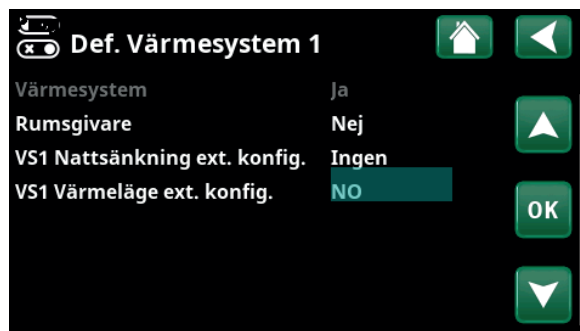 Def. Värmesystem 1
Värmesystem Ja
Rumsgivare Nej
VS1 Nattsänkning ext. konfig. Ingen
VS1 Värmeläge ext. konfig. NO
OK